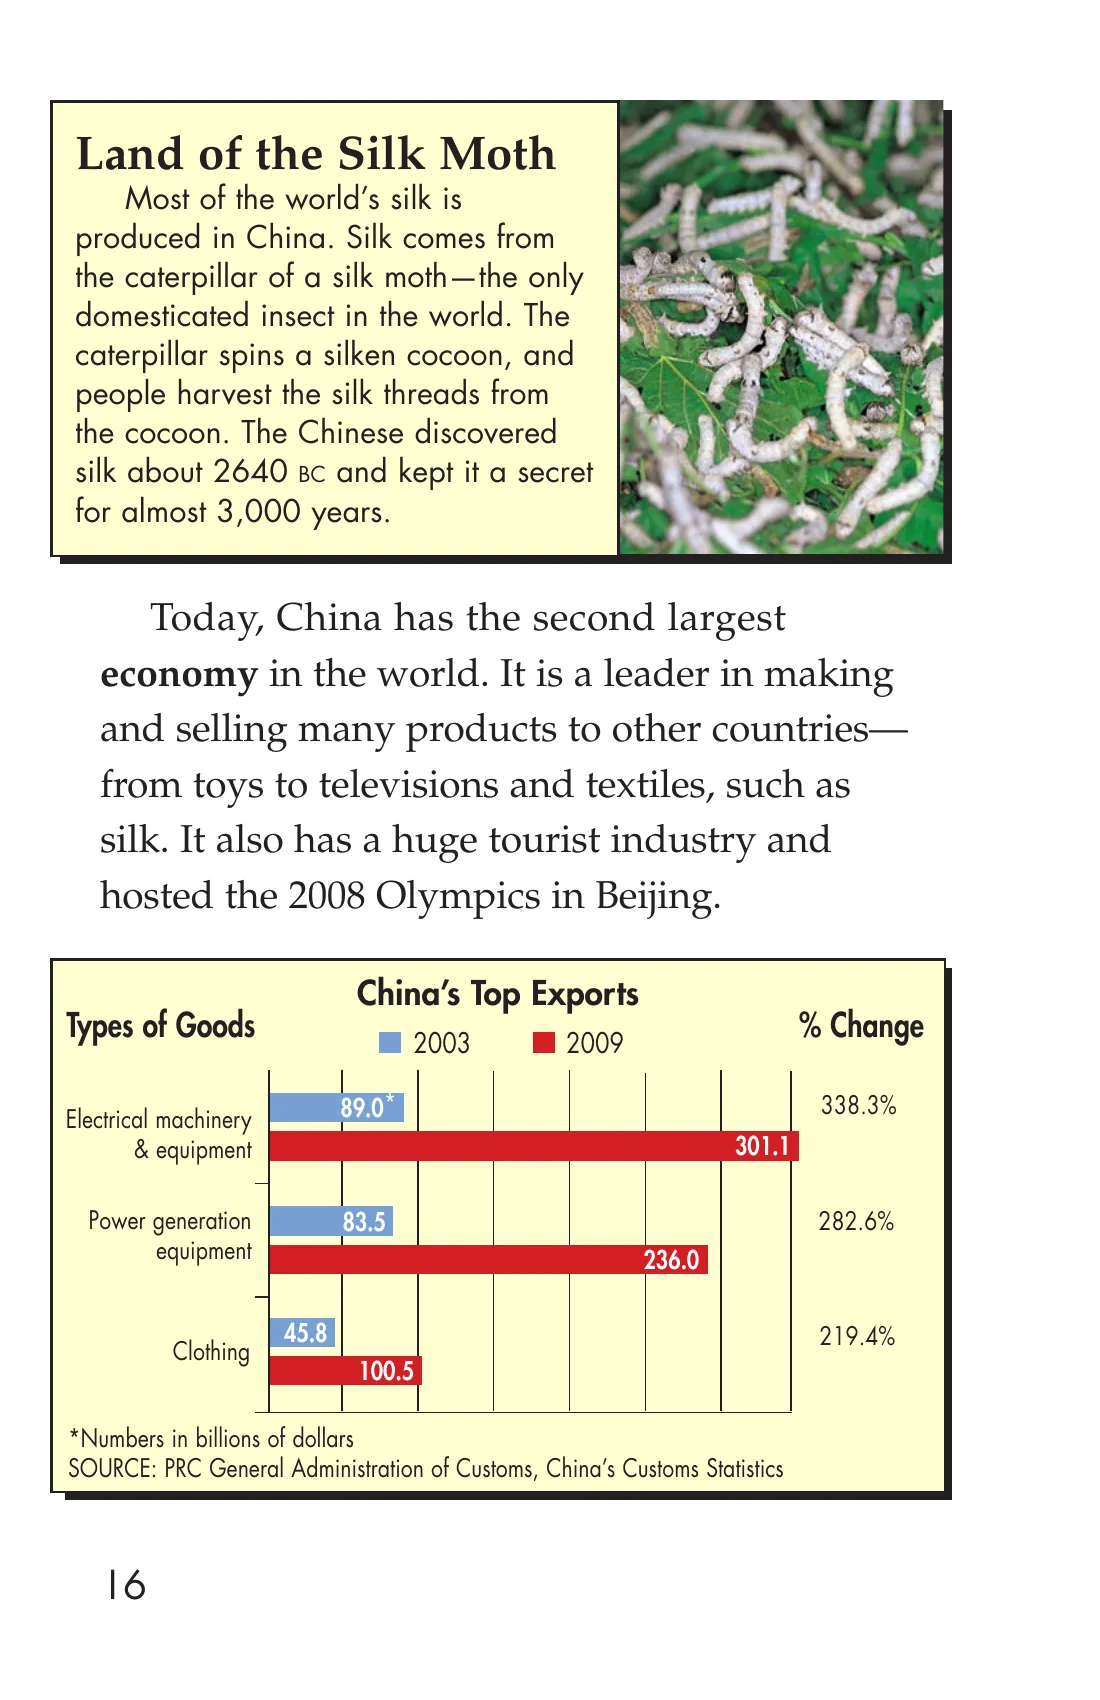 Land of the Silk Moth
Most of the world’s silk is
produced in China. Silk comes from
the caterpillar of a silk moth—the only
domesticated insect in the world. The
caterpillar spins a silken cocoon, and
people harvest the silk threads from
the cocoon. The Chinese discovered
silk about 2640 BC and kept it a secret
for almost 3,000 years.
Today, China has the second largest
economy in the world. It is a leader in making
and selling many products to other countries—
from toys to televisions and textiles, such as
silk. It also has a huge tourist industry and
hosted the 2008 Olympics in Beijing.
China’s Top Exports
Types of Goods
% Change
2003 2009
Electrical machinery
& equipment
89.0*
301.1
338.3%
Power generation
equipment
83.5
236.0
282.6%
Clothing
45.8
100.5
219.4%
*Numbers in billions of dollars
SOURCE: PRC General Administration of Customs, China’s Customs Statistics
16